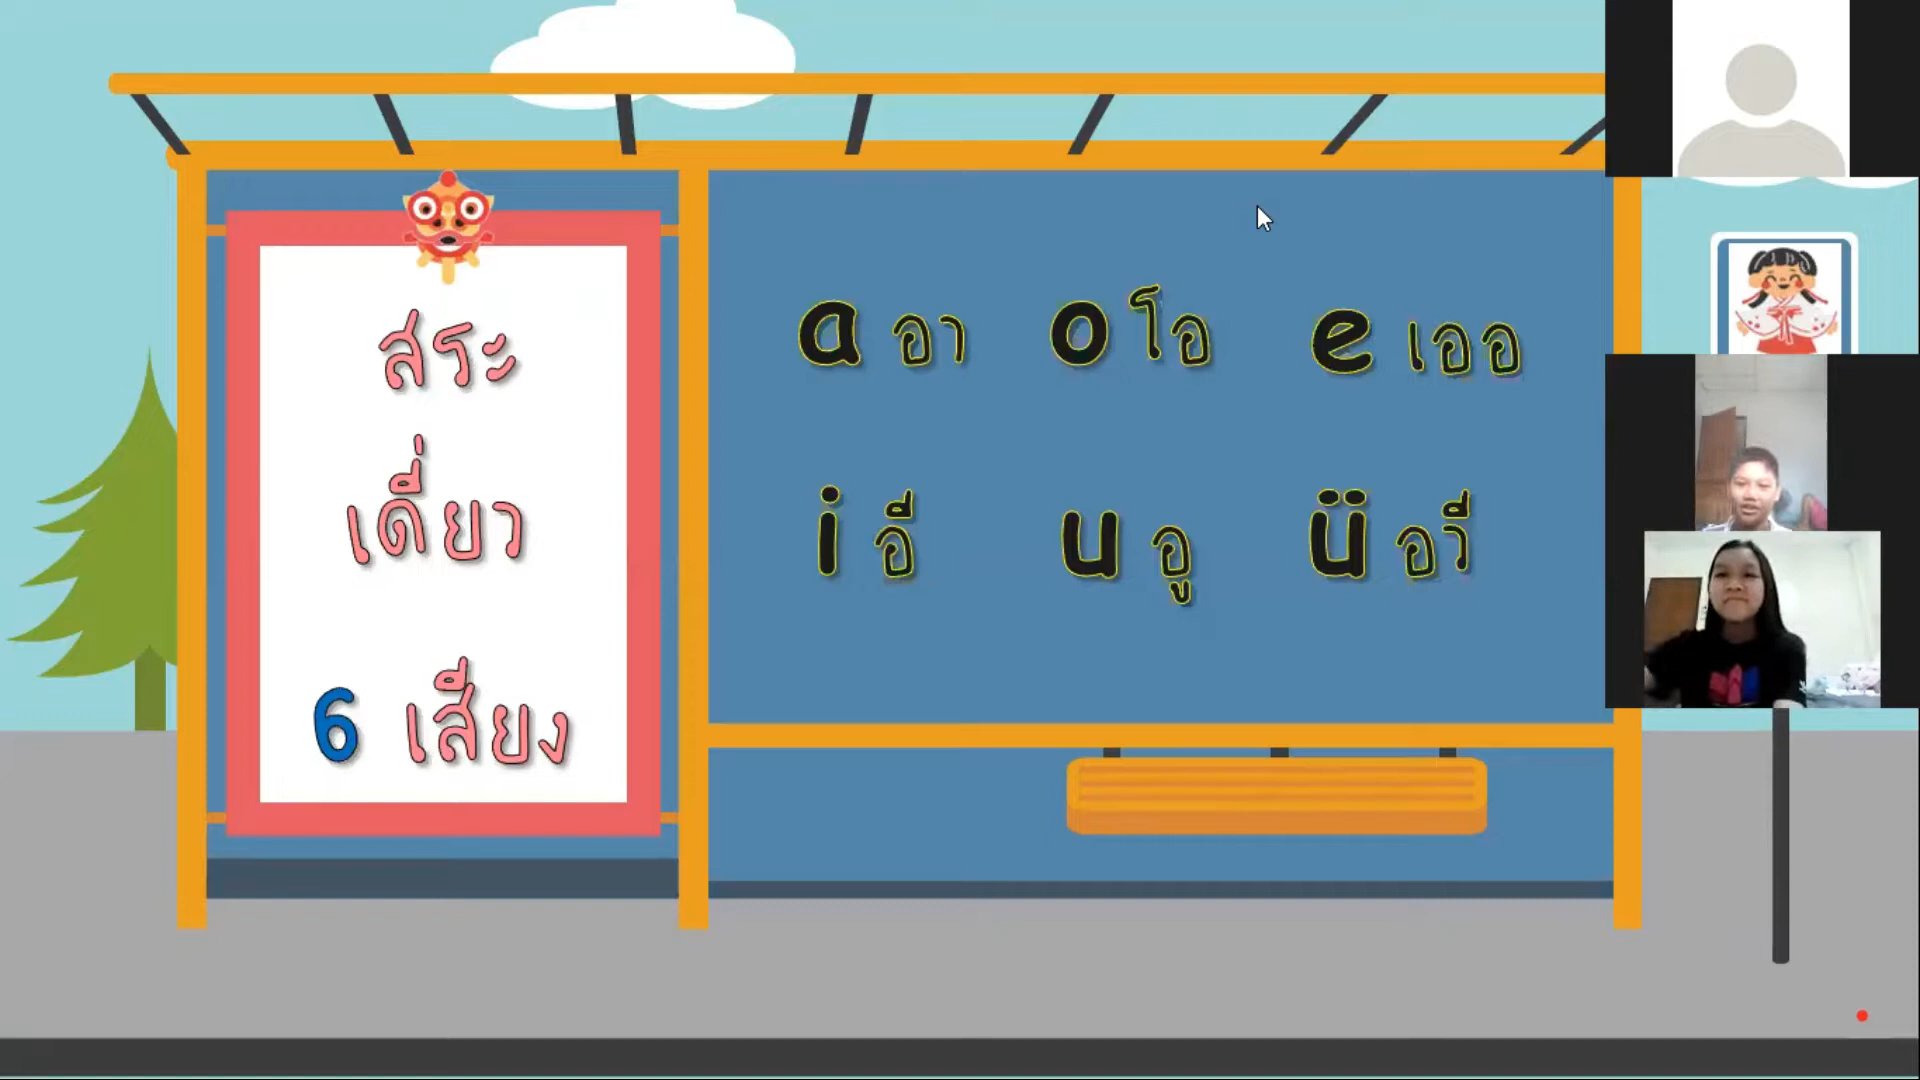 สระ
เดี่ยว
6 เสียง
a อา o โอ e เออ
i อี u อู ü อวี